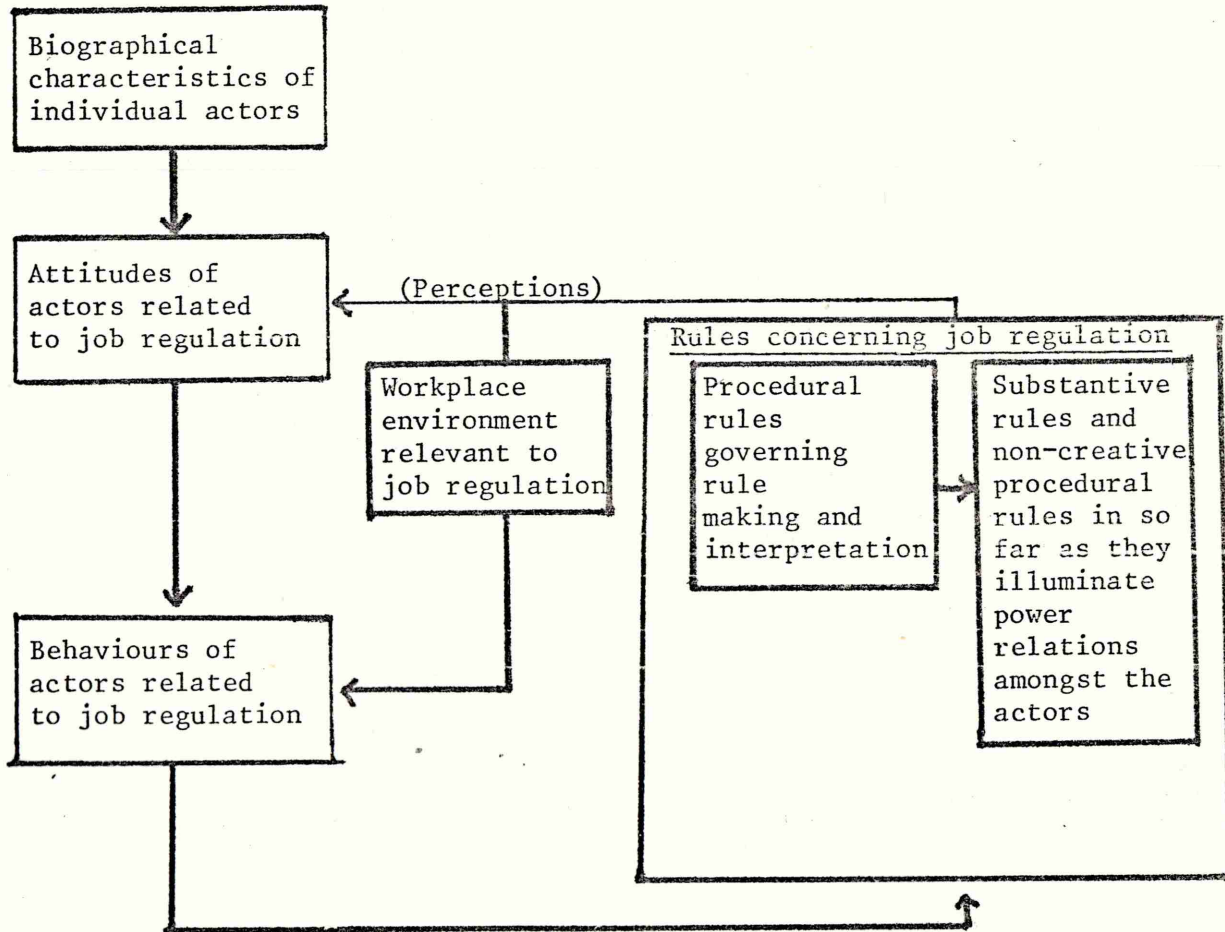 Biographical
characteristics of
individual actors
Attitudes of
actors related
to job regulation
(Perceptions)
Workplace
environment
relevant to
job regulation
Rules concerning job regulation
Procedural
rules
governing
rule
making and
interpretation
Substantive
rules and
non-creative
procedural
rules in so
far as they
illuminate
power
relations
amongst the
actors
Behaviours of
actors related
to job regulation